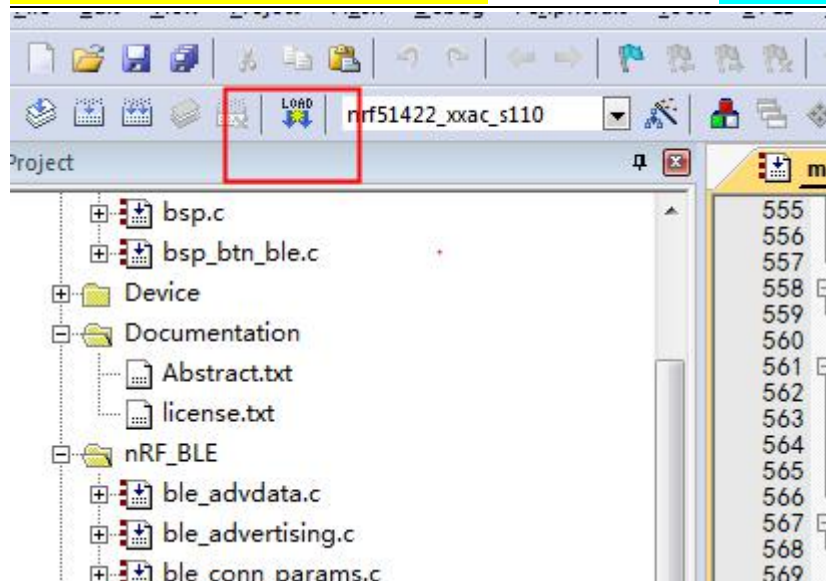 LOAD
nrf51422_xxac_s110
Project
m
bsp.c
bsp_btn_ble.c
Device
Documentation
Abstract.txt
license.txt
nRF_BLE
ble_advdata.c
ble_advertising.c
ble_conn_params.c
555
556
557
558
559
560
561
562
563
564
565
566
567
568
569